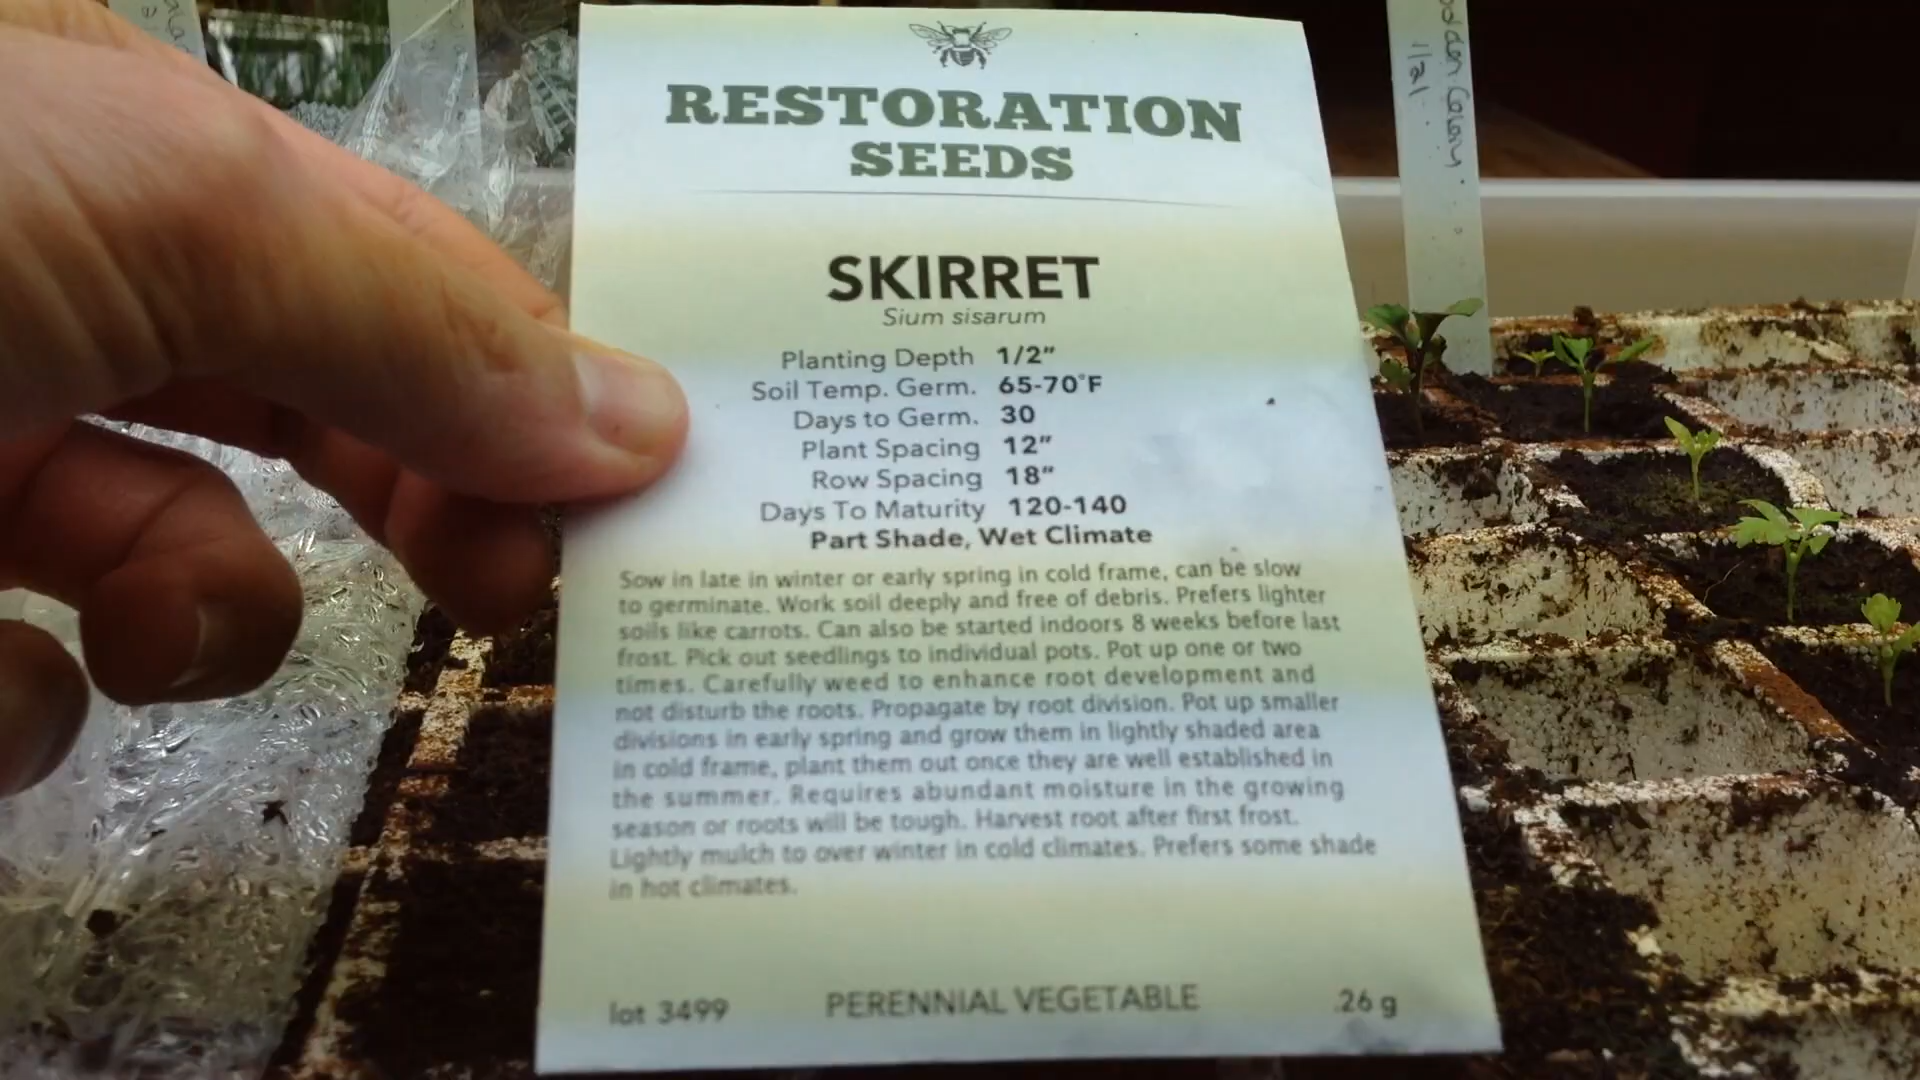 RESTORATION
SEEDS
SKIRRET
Sium sisarum
Planting Depth 1/2"
Soil Temp. Germ. 65-70°F
Days to Germ. 30
Plant Spacing 12"
Row Spacing 18"
Days To Maturity 120-140
Part Shade, Wet Climate
Sow in late in winter or early spring in cold frame, can be slow
to germinate. Work soil deeply and free of debris. Prefers lighter
soils like carrots. Can also be started indoors 8 weeks before last
frost. Pick out seedlings to individual pots. Pot up one or two
times. Carefully weed to enhance root development and
not disturb the roots. Propagate by root division. Pot up smaller
divisions in early spring and grow them in lightly shaded area
in cold frame, plant them out once they are well established in
the summer. Requires abundant moisture in the growing
season or roots will be tough. Harvest root after first frost.
Lightly mulch to over winter in cold climates. Prefers some shade
in hot climates.
lot 3499 PERENNIAL VEGETABLE .26 g
1/21